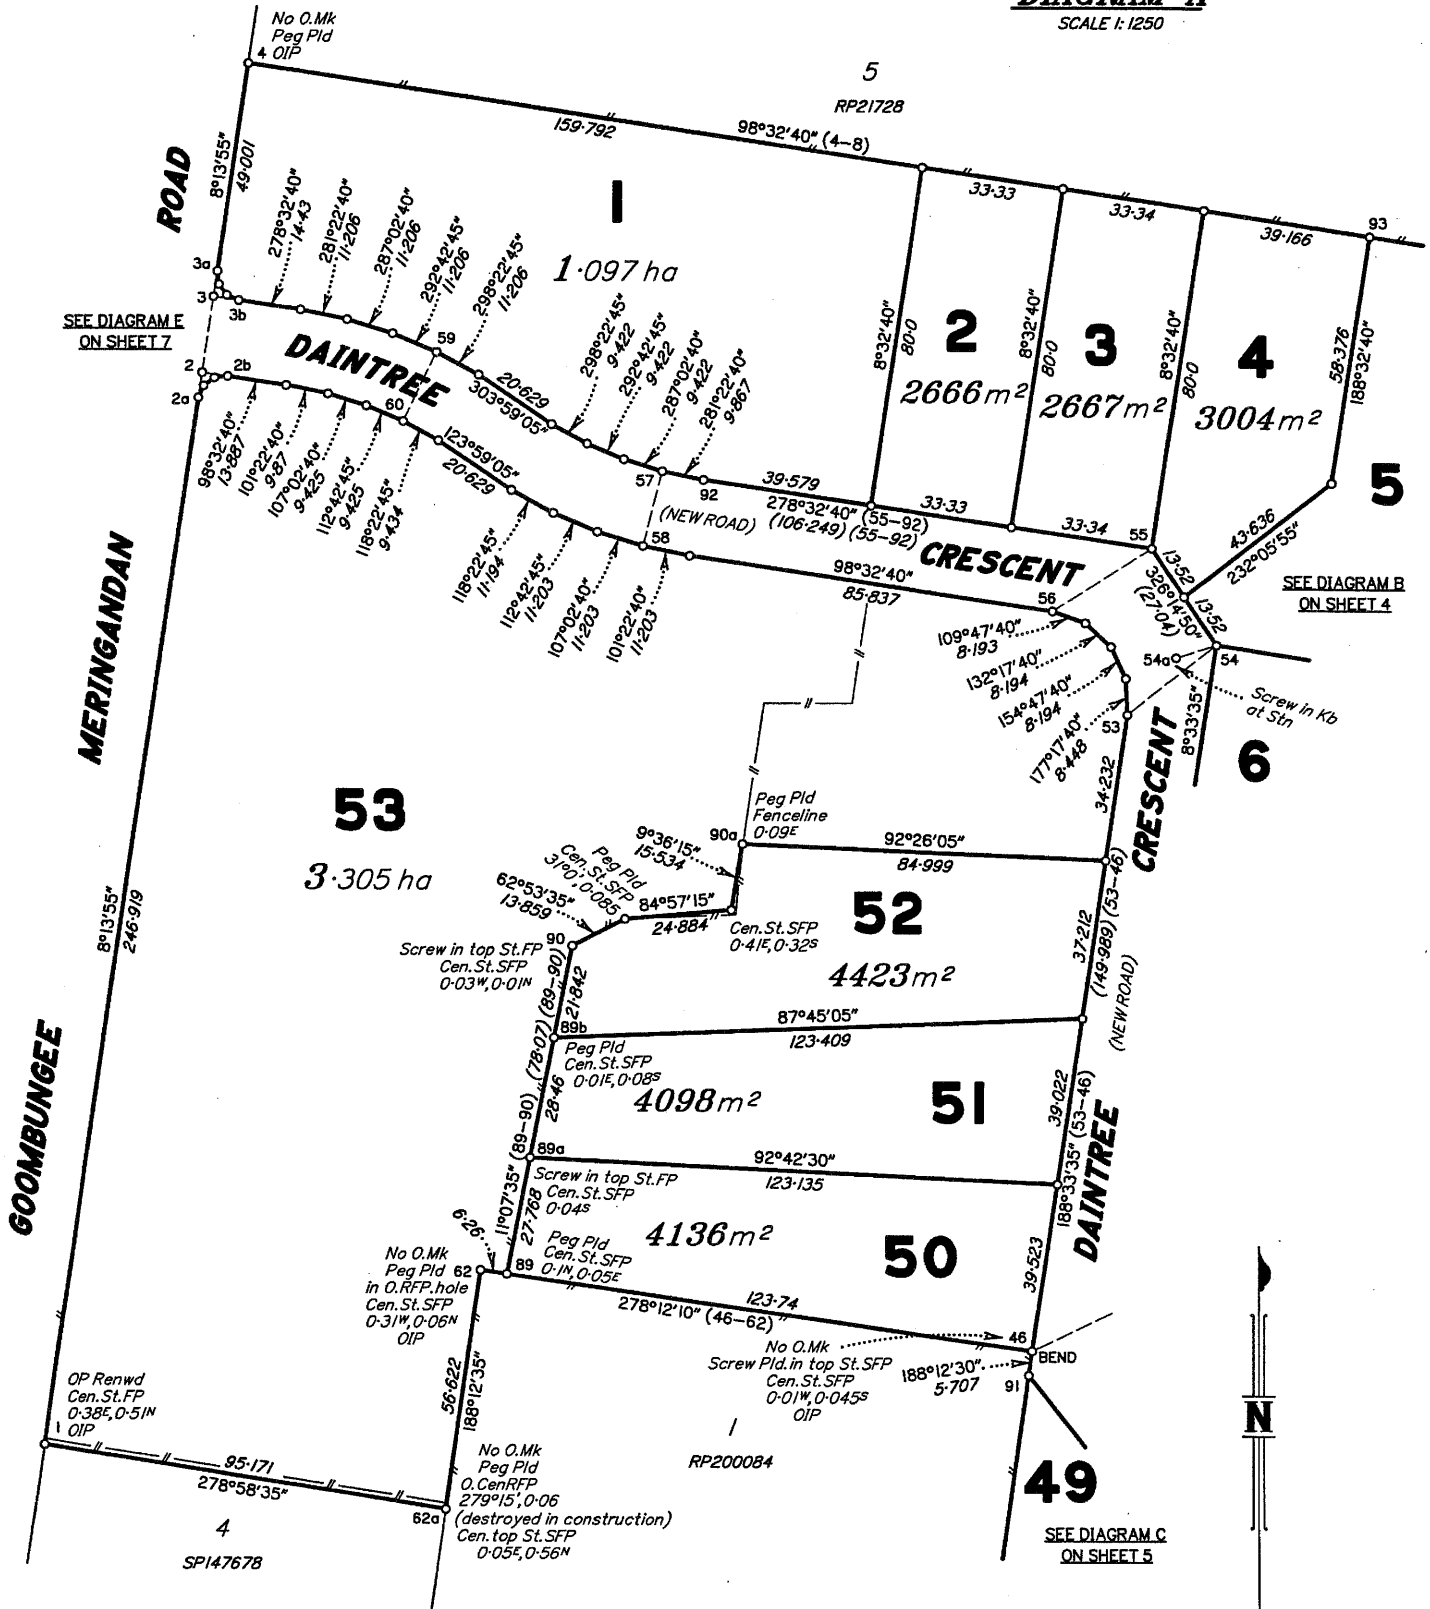 DIAGRAM A
SCALE 1:1250
No O.Mk
Peg Pld
4 OIP
5
RP21728
159·792
98°32'40" (4-8)
ROAD
8°13'55"
49·001
278°32'40"
14·43
281°22'40"
11·206
287°02'40"
11·206
292°42'45"
11·206
298°22'45"
11·206
1
1·097 ha
33·33
33·34
39·166
93
3a
3
3b
SEE DIAGRAM E
ON SHEET 7
2
2b
2a
59
60
DAINTREE
20·629
303°59'05"
298°22'45"
9·422
292°42'45"
9·422
287°02'40"
9·422
281°22'40"
9·867
8°32'40"
80·0
2
2666 m²
8°32'40"
80·0
3
2667 m²
8°32'40"
80·0
4
3004 m²
58·376
188°32'40"
5
98°32'40"
13·887
101°22'40"
9·87
107°02'40"
9·425
112°42'45"
9·425
118°22'45"
9·434
123°59'05"
20·629
57
92
39·579
278°32'40" (55-92)
(106·249) (55-92)
(NEW ROAD)
33·33
33·34
55
CRESCENT
43·636
232°05'55"
13·52
326°14'50"
(27·04)
13·52
SEE DIAGRAM B
ON SHEET 4
118°22'45"
11·194
112°42'45"
11·203
107°02'40"
11·203
101°22'40"
11·203
58
98°32'40"
85·837
56
109°47'40"
8·193
132°17'40"
8·194
154°47'40"
8·194
177°17'40"
8·448
53
54a
54
Screw in Kb
at Stn
8°33'35"
6
MERINGANDAN
34·232
CRESCENT
53
3·305 ha
Peg Pld
Fenceline
0·09E
90a
92°26'05"
84·999
9°36'15"
15·534
Peg Pld
Cen.St.SFP
31°0',0·085
62°53'35"
13·859
84°57'15"
24·884
Cen.St.SFP
0·41E,0·32S
52
4423 m²
37·212
(149·989) (53-46)
(NEW ROAD)
8°13'55"
246·919
90
Screw in top St.FP
Cen.St.SFP
0·03W,0·01N
21·842
(78·07) (89-90)
87°45'05"
123·409
89b
Peg Pld
Cen.St.SFP
0·01E,0·08S
28·46
4098 m²
51
39·022
188°33'35" (53-46)
DAINTREE
GOOMBUNGEE
89a
92°42'30"
123·135
Screw in top St.FP
Cen.St.SFP
0·04S
11°07'35" (89-90)
27·768
4136 m²
50
39·523
6·26
No O.Mk
Peg Pld
in O.RFP.hole
Cen.St.SFP
0·31W,0·06N
OIP
62
89
Peg Pld
Cen.St.SFP
0·1N,0·05E
123·74
278°12'10" (46-62)
No O.Mk
Screw Pld.in top St.SFP
Cen.St.SFP
0·01W,0·045S
OIP
46
BEND
188°12'30"
5·707
91
56·622
188°12'35"
OP Renwd
Cen.St.FP
0·38E,0·51N
OIP
1
95·171
278°58'35"
4
SP147678
62a
No O.Mk
Peg Pld
O.CenRFP
279°15',0·06
(destroyed in construction)
Cen.top St.SFP
0·05E,0·56N
1
RP200084
49
SEE DIAGRAM C
ON SHEET 5
N